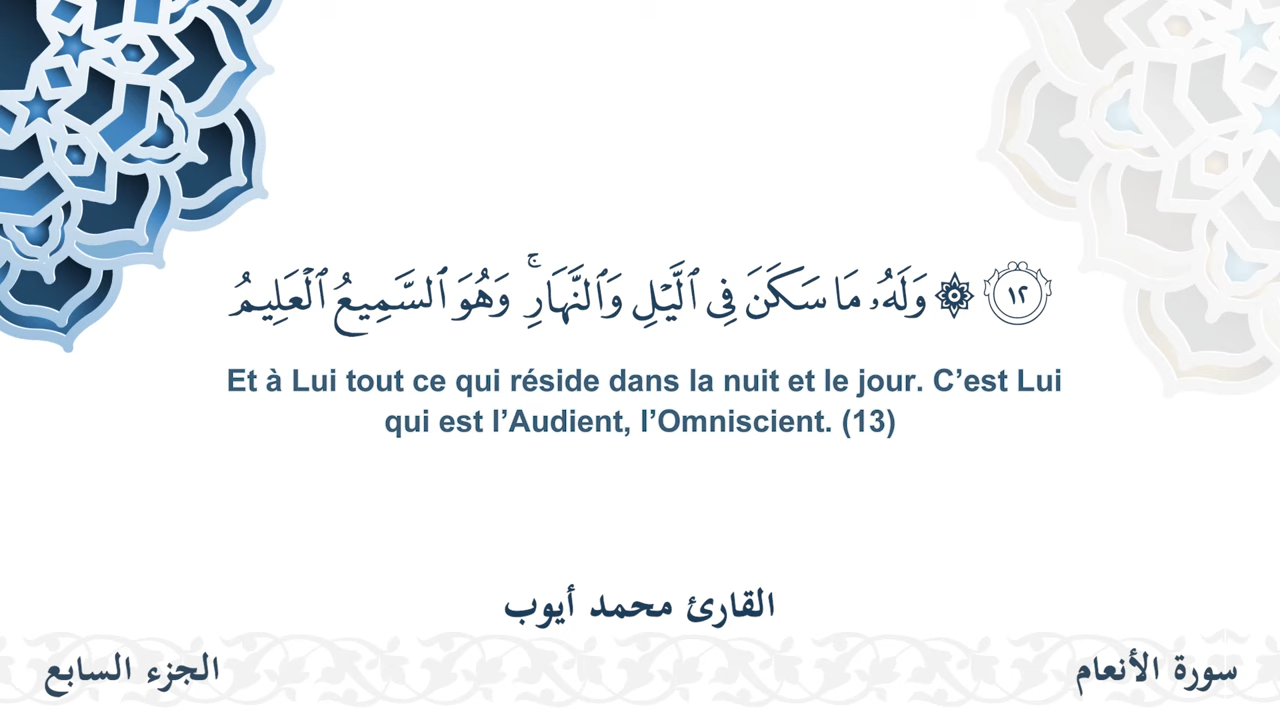 ١٢ ۞ وَلَهُۥ مَا سَكَنَ فِى ٱلَّيْلِ وَٱلنَّهَارِ ۚ وَهُوَ ٱلسَّمِيعُ ٱلْعَلِيمُ
Et à Lui tout ce qui réside dans la nuit et le jour. C’est Lui
qui est l’Audient, l’Omniscient. (13)
القارئ محمد أيوب
سورة الأنعام
الجزء السابع